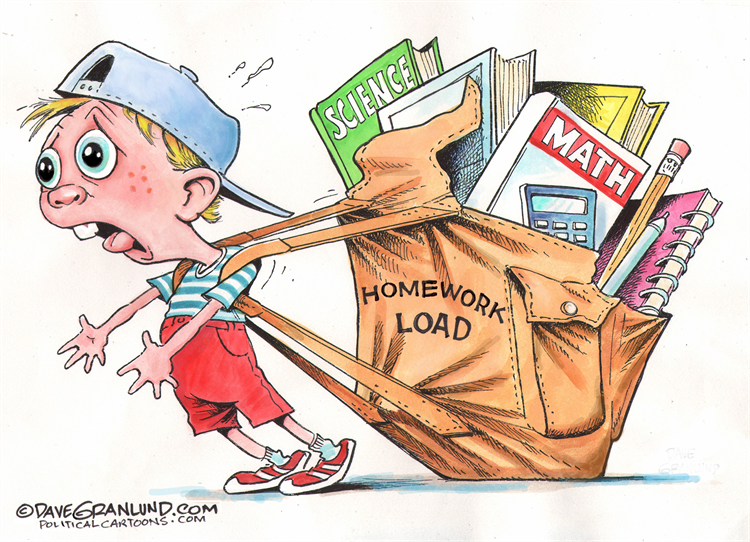 SCIENCE
MATH
HOMEWORK
LOAD
©DAVEGRANLUND.COM
POLITICALCARTOONS.COM